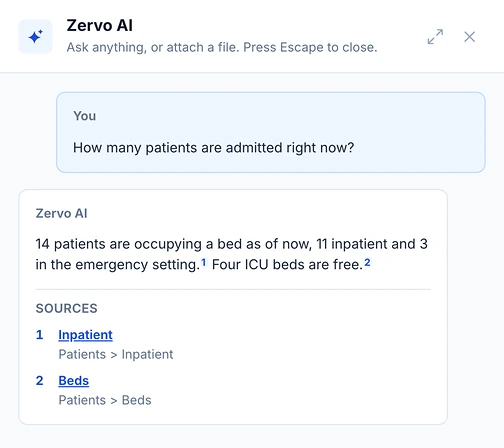 Zervo AI
Ask anything, or attach a file. Press Escape to close.
You
How many patients are admitted right now?
Zervo AI
14 patients are occupying a bed as of now, 11 inpatient and 3
in the emergency setting.1 Four ICU beds are free.2
SOURCES
1 Inpatient
Patients > Inpatient
2 Beds
Patients > Beds